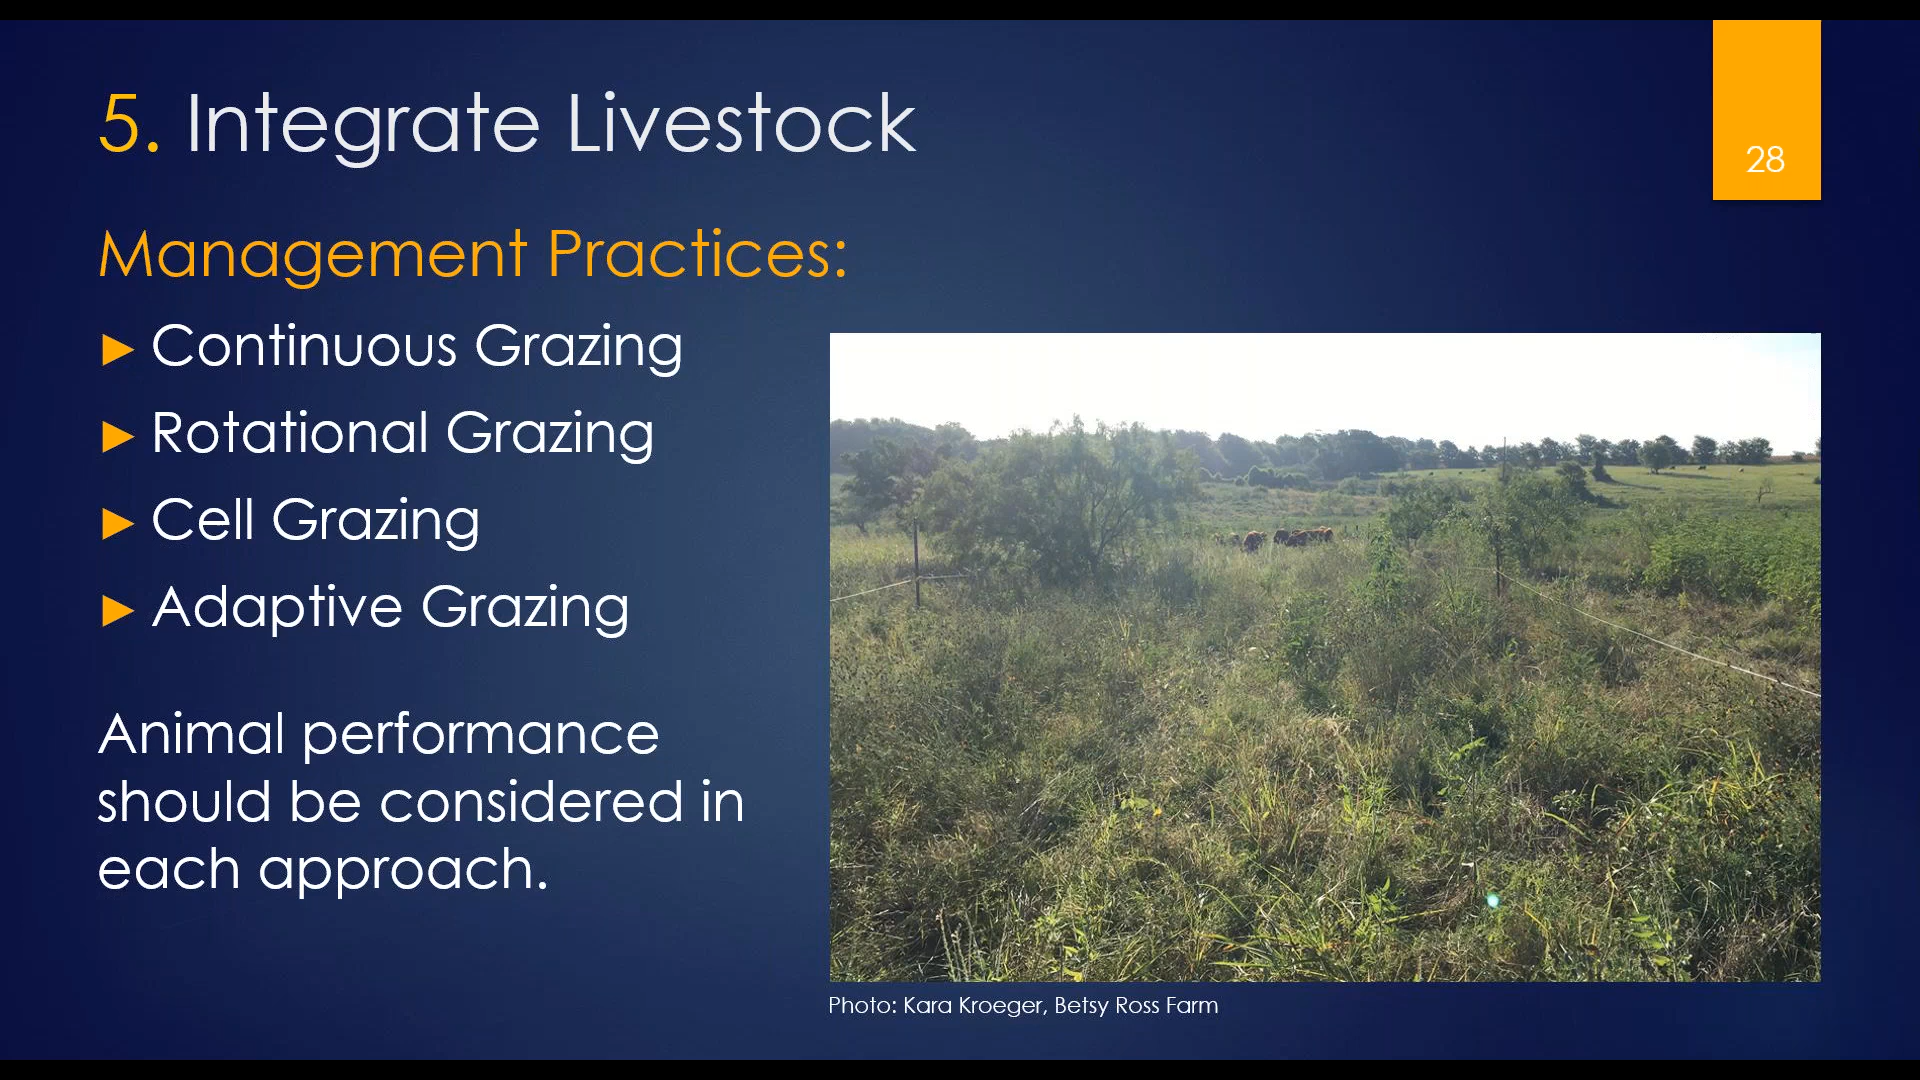 5. Integrate Livestock
28
Management Practices:
► Continuous Grazing
► Rotational Grazing
► Cell Grazing
► Adaptive Grazing
Animal performance
should be considered in
each approach.
Photo: Kara Kroeger, Betsy Ross Farm